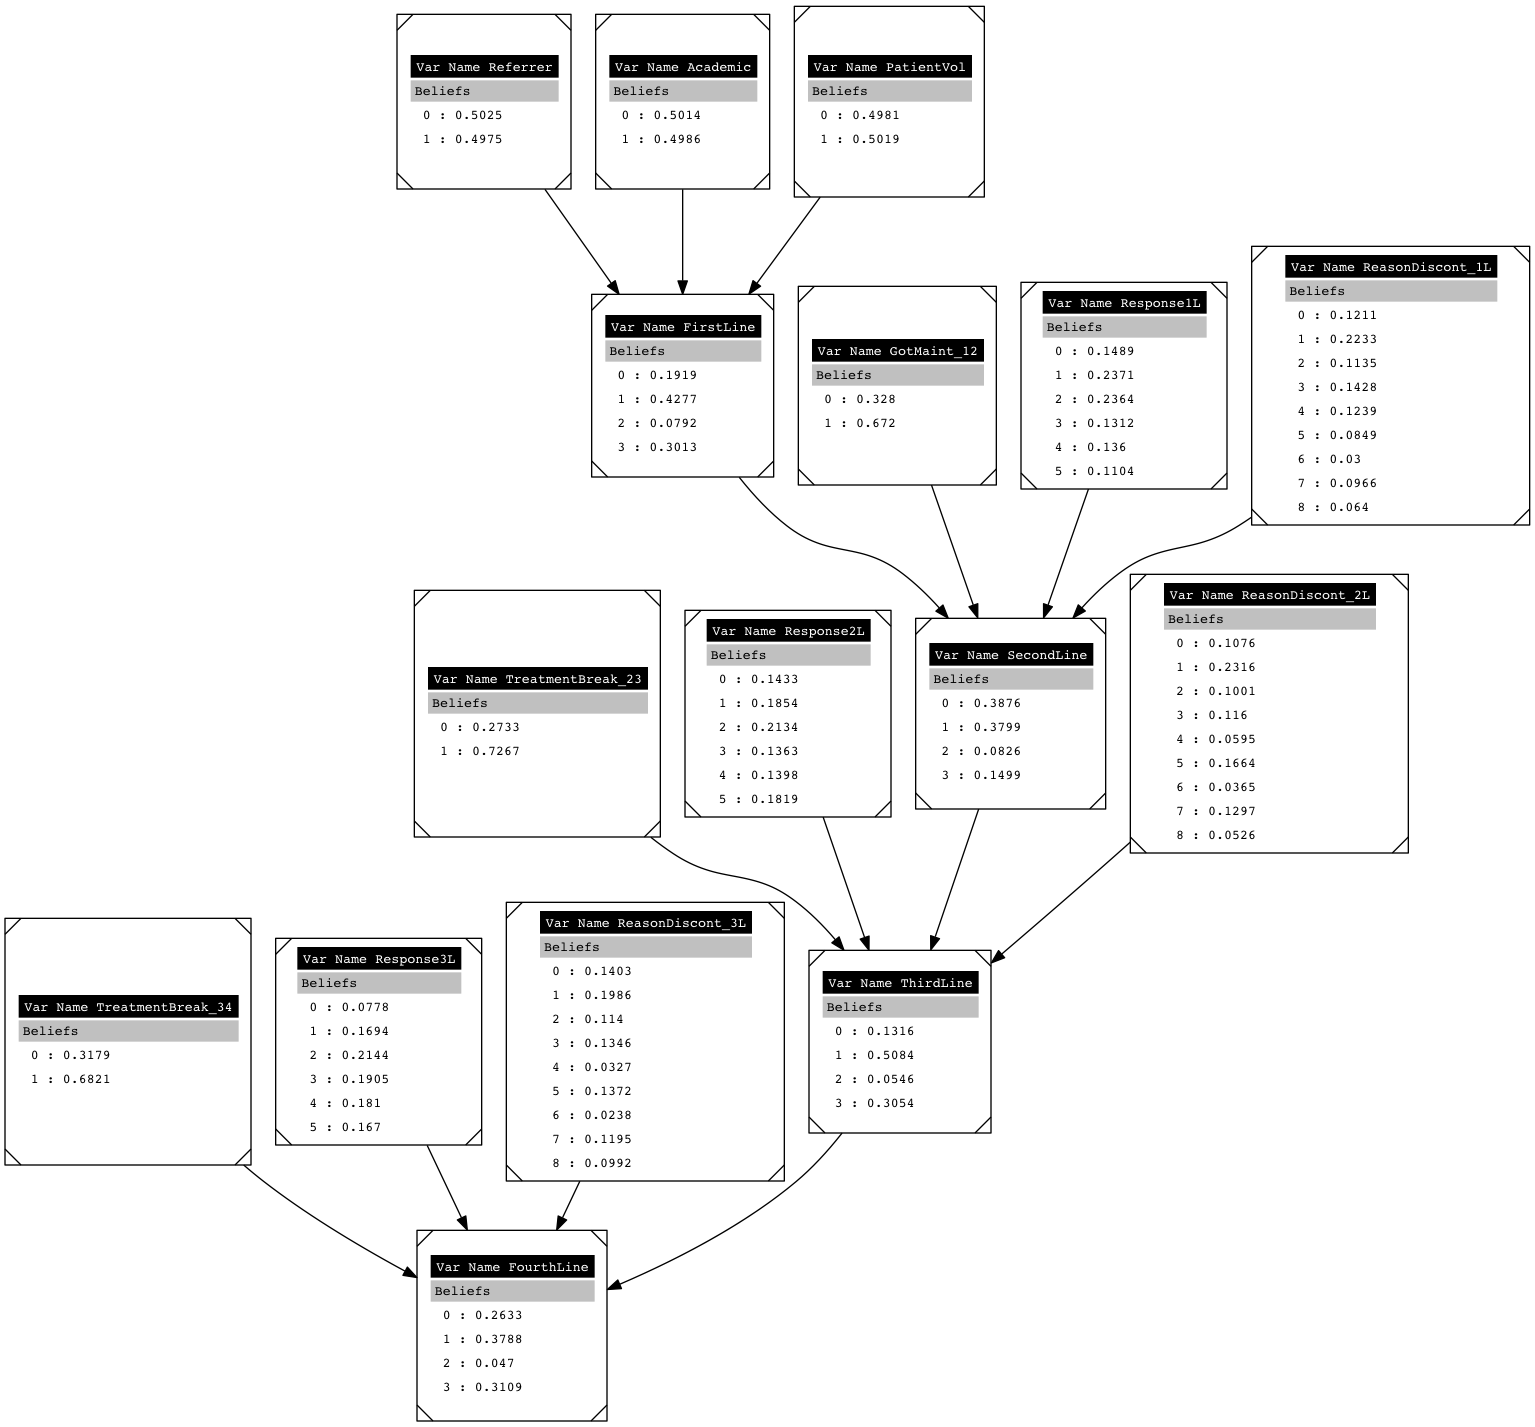 Var Name Referrer
Beliefs
0 : 0.5025
1 : 0.4975
Var Name Academic
Beliefs
0 : 0.5014
1 : 0.4986
Var Name PatientVol
Beliefs
0 : 0.4981
1 : 0.5019
Var Name FirstLine
Beliefs
0 : 0.1919
1 : 0.4277
2 : 0.0792
3 : 0.3013
Var Name GotMaint_12
Beliefs
0 : 0.328
1 : 0.672
Var Name Response1L
Beliefs
0 : 0.1489
1 : 0.2371
2 : 0.2364
3 : 0.1312
4 : 0.136
5 : 0.1104
Var Name ReasonDiscont_1L
Beliefs
0 : 0.1211
1 : 0.2233
2 : 0.1135
3 : 0.1428
4 : 0.1239
5 : 0.0849
6 : 0.03
7 : 0.0966
8 : 0.064
Var Name TreatmentBreak_23
Beliefs
0 : 0.2733
1 : 0.7267
Var Name Response2L
Beliefs
0 : 0.1433
1 : 0.1854
2 : 0.2134
3 : 0.1363
4 : 0.1398
5 : 0.1819
Var Name SecondLine
Beliefs
0 : 0.3876
1 : 0.3799
2 : 0.0826
3 : 0.1499
Var Name ReasonDiscont_2L
Beliefs
0 : 0.1076
1 : 0.2316
2 : 0.1001
3 : 0.116
4 : 0.0595
5 : 0.1664
6 : 0.0365
7 : 0.1297
8 : 0.0526
Var Name TreatmentBreak_34
Beliefs
0 : 0.3179
1 : 0.6821
Var Name Response3L
Beliefs
0 : 0.0778
1 : 0.1694
2 : 0.2144
3 : 0.1905
4 : 0.181
5 : 0.167
Var Name ReasonDiscont_3L
Beliefs
0 : 0.1403
1 : 0.1986
2 : 0.114
3 : 0.1346
4 : 0.0327
5 : 0.1372
6 : 0.0238
7 : 0.1195
8 : 0.0992
Var Name ThirdLine
Beliefs
0 : 0.1316
1 : 0.5084
2 : 0.0546
3 : 0.3054
Var Name FourthLine
Beliefs
0 : 0.2633
1 : 0.3788
2 : 0.047
3 : 0.3109